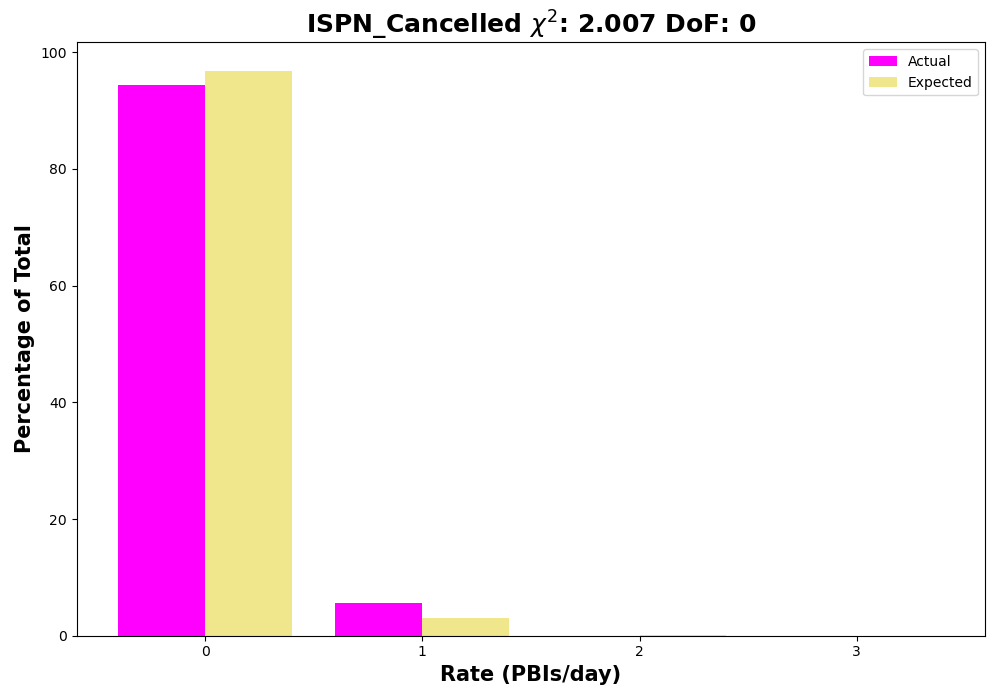 ISPN_Cancelled χ²: 2.007 DoF: 0
Actual
Expected
Percentage of Total
100
80
60
40
20
0
0 1 2 3
Rate (PBIs/day)